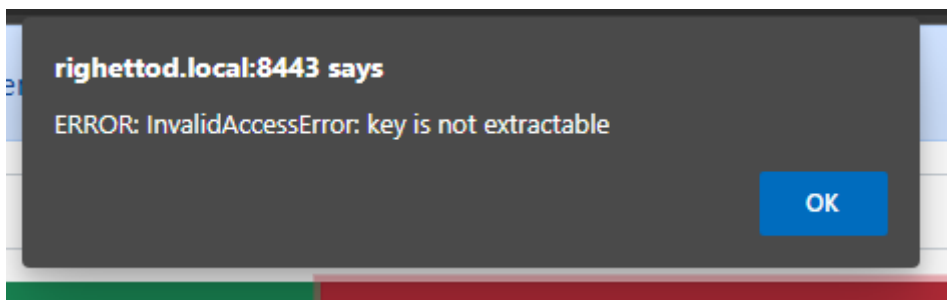 righettod.local:8443 says
ERROR: InvalidAccessError: key is not extractable
OK